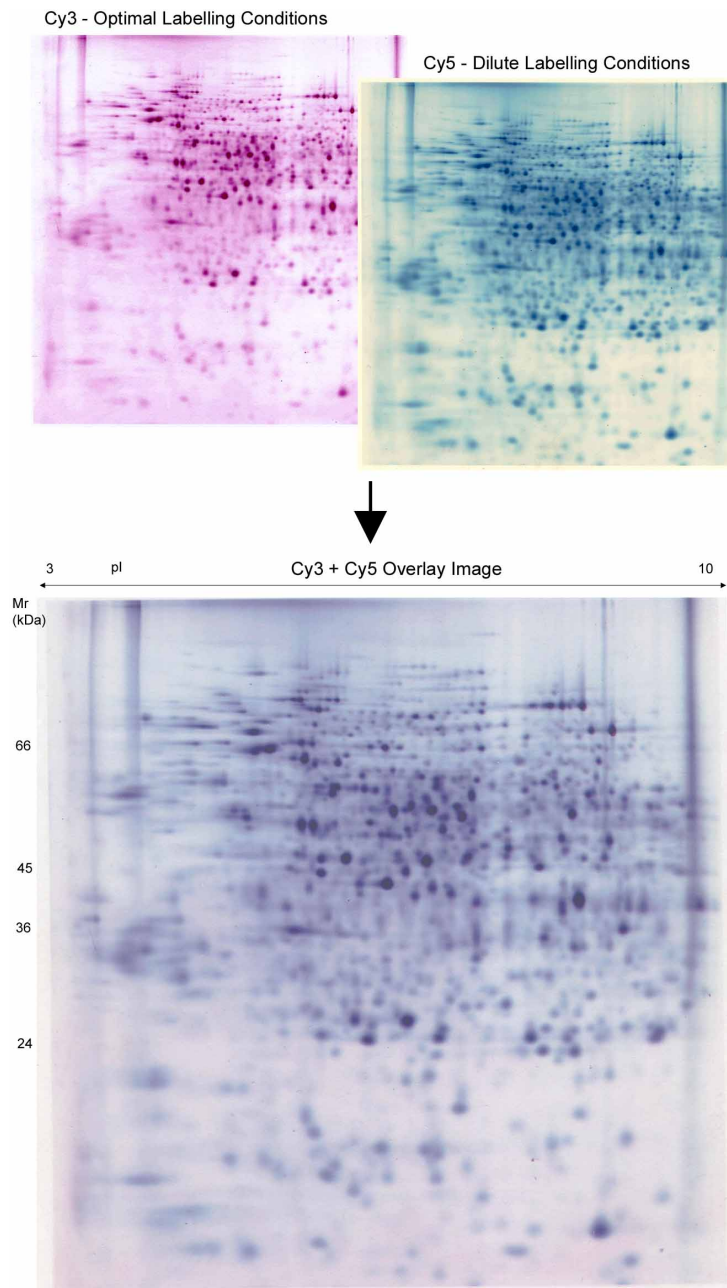 Cy3 - Optimal Labelling Conditions
Cy5 - Dilute Labelling Conditions
3 pI Cy3 + Cy5 Overlay Image 10
Mr
(kDa)
66
45
36
24